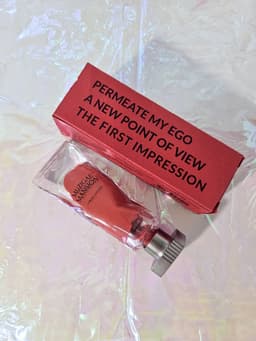 PERMEATE MY EGO
A NEW POINT OF VIEW
THE FIRST IMPRESSION